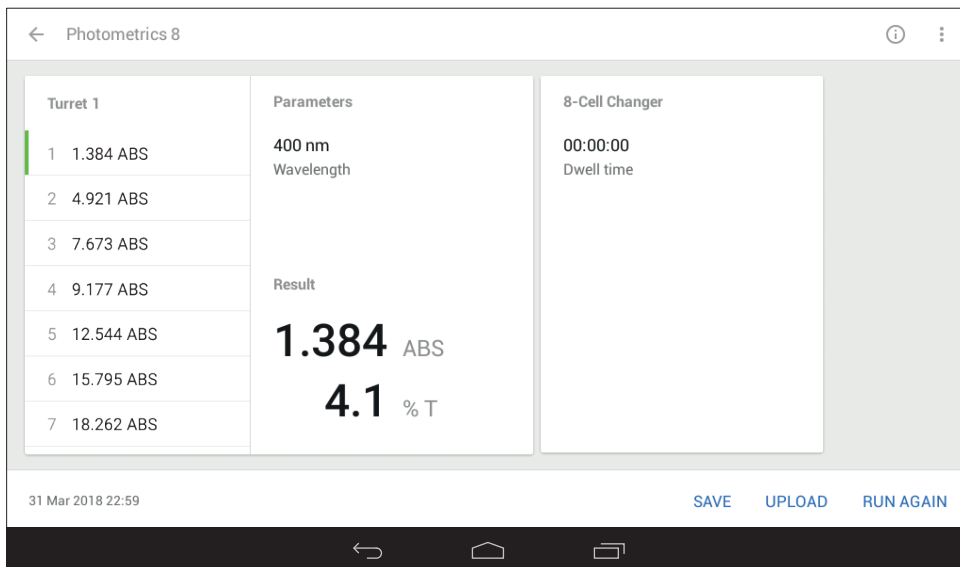 Photometrics 8
Turret 1
1 1.384 ABS
2 4.921 ABS
3 7.673 ABS
4 9.177 ABS
5 12.544 ABS
6 15.795 ABS
7 18.262 ABS
Parameters
400 nm
Wavelength
Result
1.384 ABS
4.1 % T
8-Cell Changer
00:00:00
Dwell time
31 Mar 2018 22:59
SAVE UPLOAD RUN AGAIN